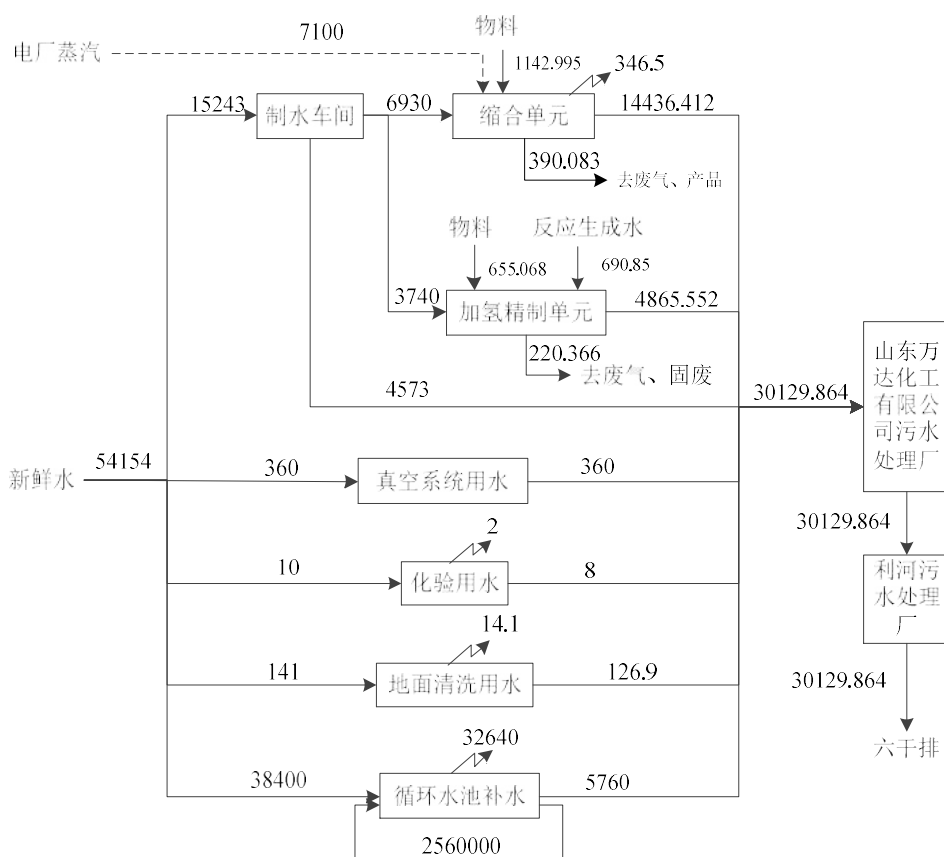 物料
7100
电厂蒸汽
1142.995
346.5
15243
制水车间
6930
缩合单元
14436.412
390.083
去废气、产品
物料
反应生成水
655.068
690.85
3740
加氢精制单元
4865.552
220.366
去废气、固废
4573
30129.864
山东万
达化工
有限公
司污水
处理厂
新鲜水
54154
360
真空系统用水
360
30129.864
2
10
化验用水
8
利河污
水处理
厂
14.1
141
地面清洗用水
126.9
30129.864
32640
六干排
38400
循环水池补水
5760
2560000